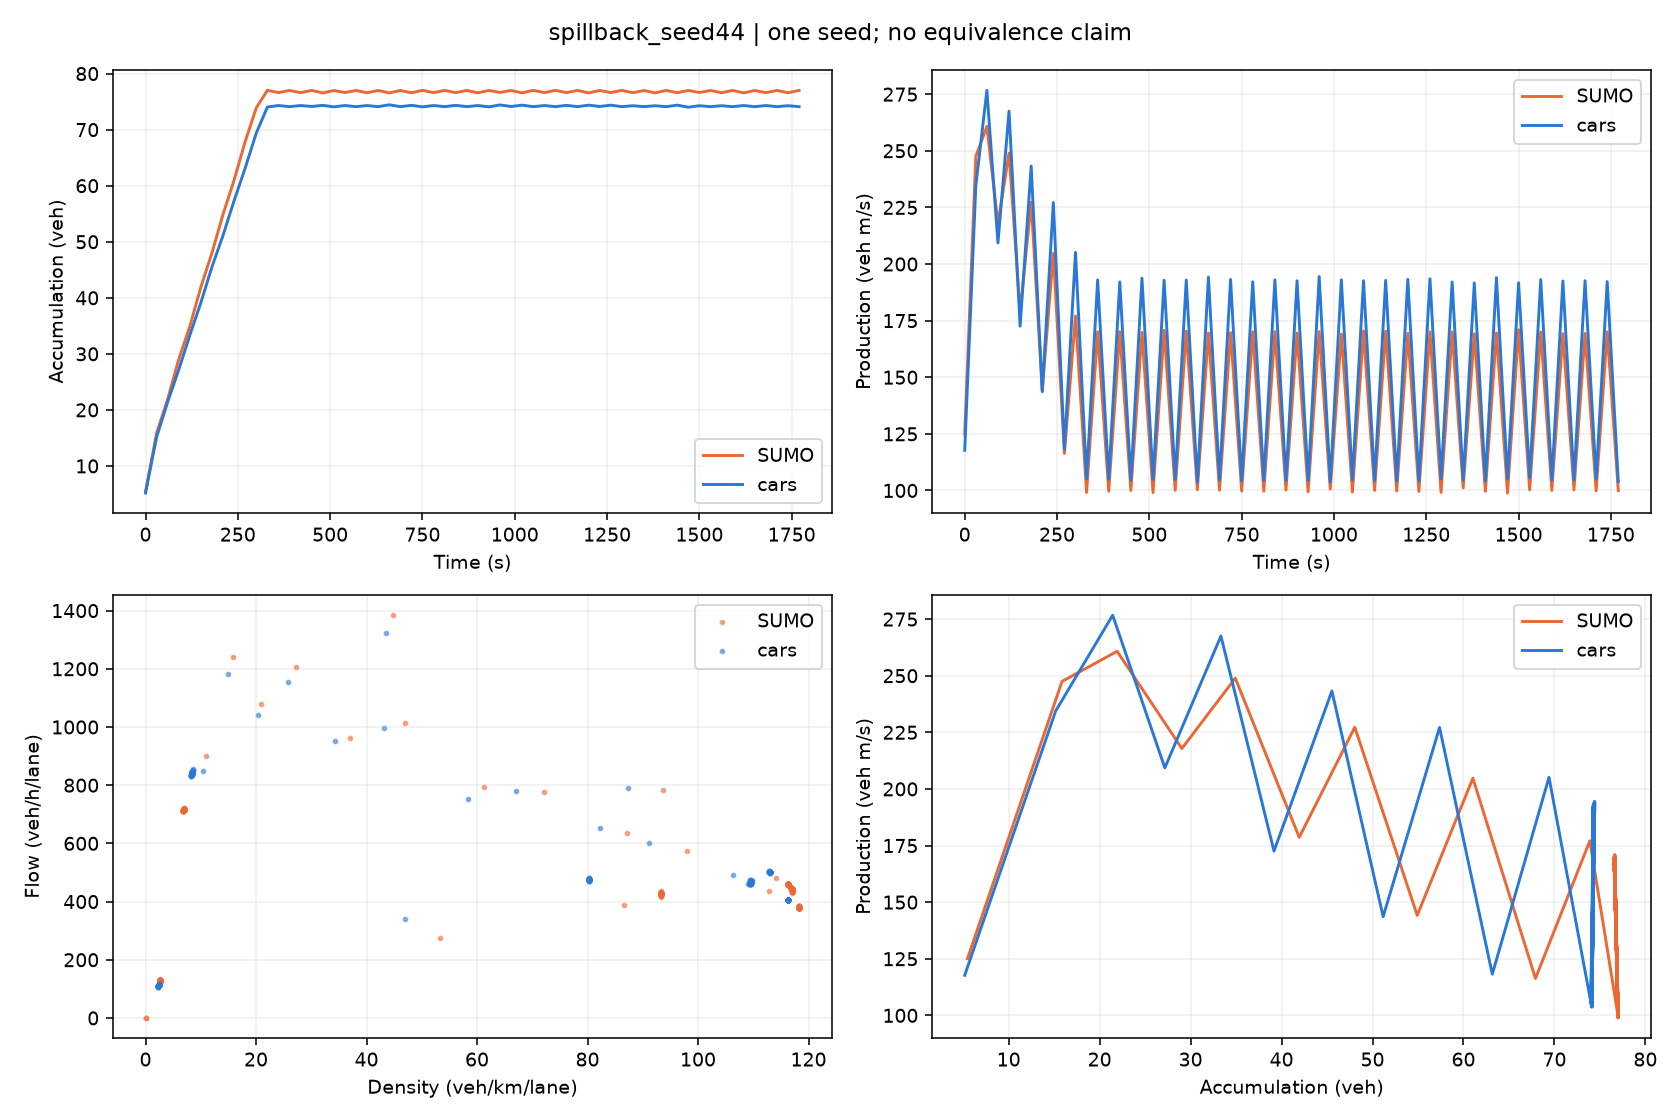 spillback_seed44 | one seed; no equivalence claim
Accumulation (veh)
80
70
60
50
40
30
20
10
SUMO
cars
0 250 500 750 1000 1250 1500 1750
Time (s)
Production (veh m/s)
275
250
225
200
175
150
125
100
SUMO
cars
0 250 500 750 1000 1250 1500 1750
Time (s)
Flow (veh/h/lane)
1400
1200
1000
800
600
400
200
0
SUMO
cars
0 20 40 60 80 100 120
Density (veh/km/lane)
Production (veh m/s)
275
250
225
200
175
150
125
100
SUMO
cars
10 20 30 40 50 60 70 80
Accumulation (veh)